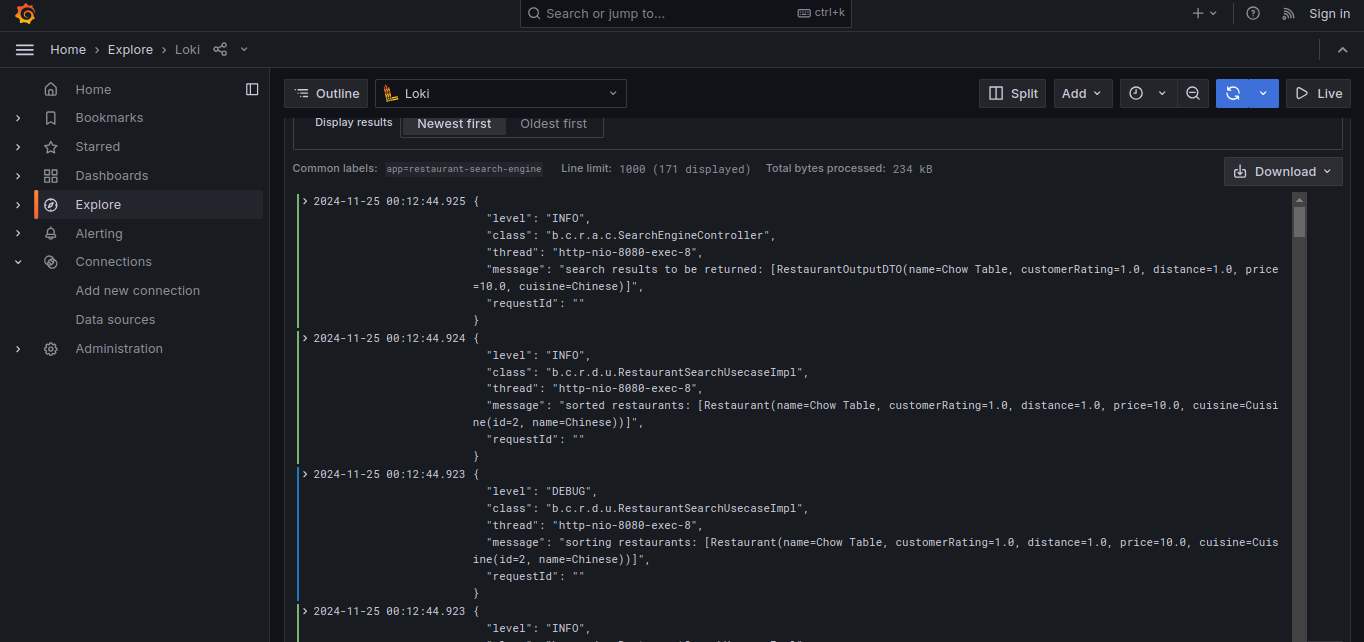 Search or jump to...
ctrl+k
Sign in
Home › Explore › Loki
Home
Bookmarks
Starred
Dashboards
Explore
Alerting
Connections
Add new connection
Data sources
Administration
Outline
Loki
Split
Add
Live
Display results
Newest first
Oldest first
Common labels: app=restaurant-search-engine Line limit: 1000 (171 displayed) Total bytes processed: 234 kB
Download
2024-11-25 00:12:44.925 {
"level": "INFO",
"class": "b.c.r.a.c.SearchEngineController",
"thread": "http-nio-8080-exec-8",
"message": "search results to be returned: [RestaurantOutputDTO(name=Chow Table, customerRating=1.0, distance=1.0, price
=10.0, cuisine=Chinese)]",
"requestId": ""
}
2024-11-25 00:12:44.924 {
"level": "INFO",
"class": "b.c.r.d.u.RestaurantSearchUsecaseImpl",
"thread": "http-nio-8080-exec-8",
"message": "sorted restaurants: [Restaurant(name=Chow Table, customerRating=1.0, distance=1.0, price=10.0, cuisine=Cuisi
ne(id=2, name=Chinese))]",
"requestId": ""
}
2024-11-25 00:12:44.923 {
"level": "DEBUG",
"class": "b.c.r.d.u.RestaurantSearchUsecaseImpl",
"thread": "http-nio-8080-exec-8",
"message": "sorting restaurants: [Restaurant(name=Chow Table, customerRating=1.0, distance=1.0, price=10.0, cuisine=Cuis
ine(id=2, name=Chinese))]",
"requestId": ""
}
2024-11-25 00:12:44.923 {
"level": "INFO",